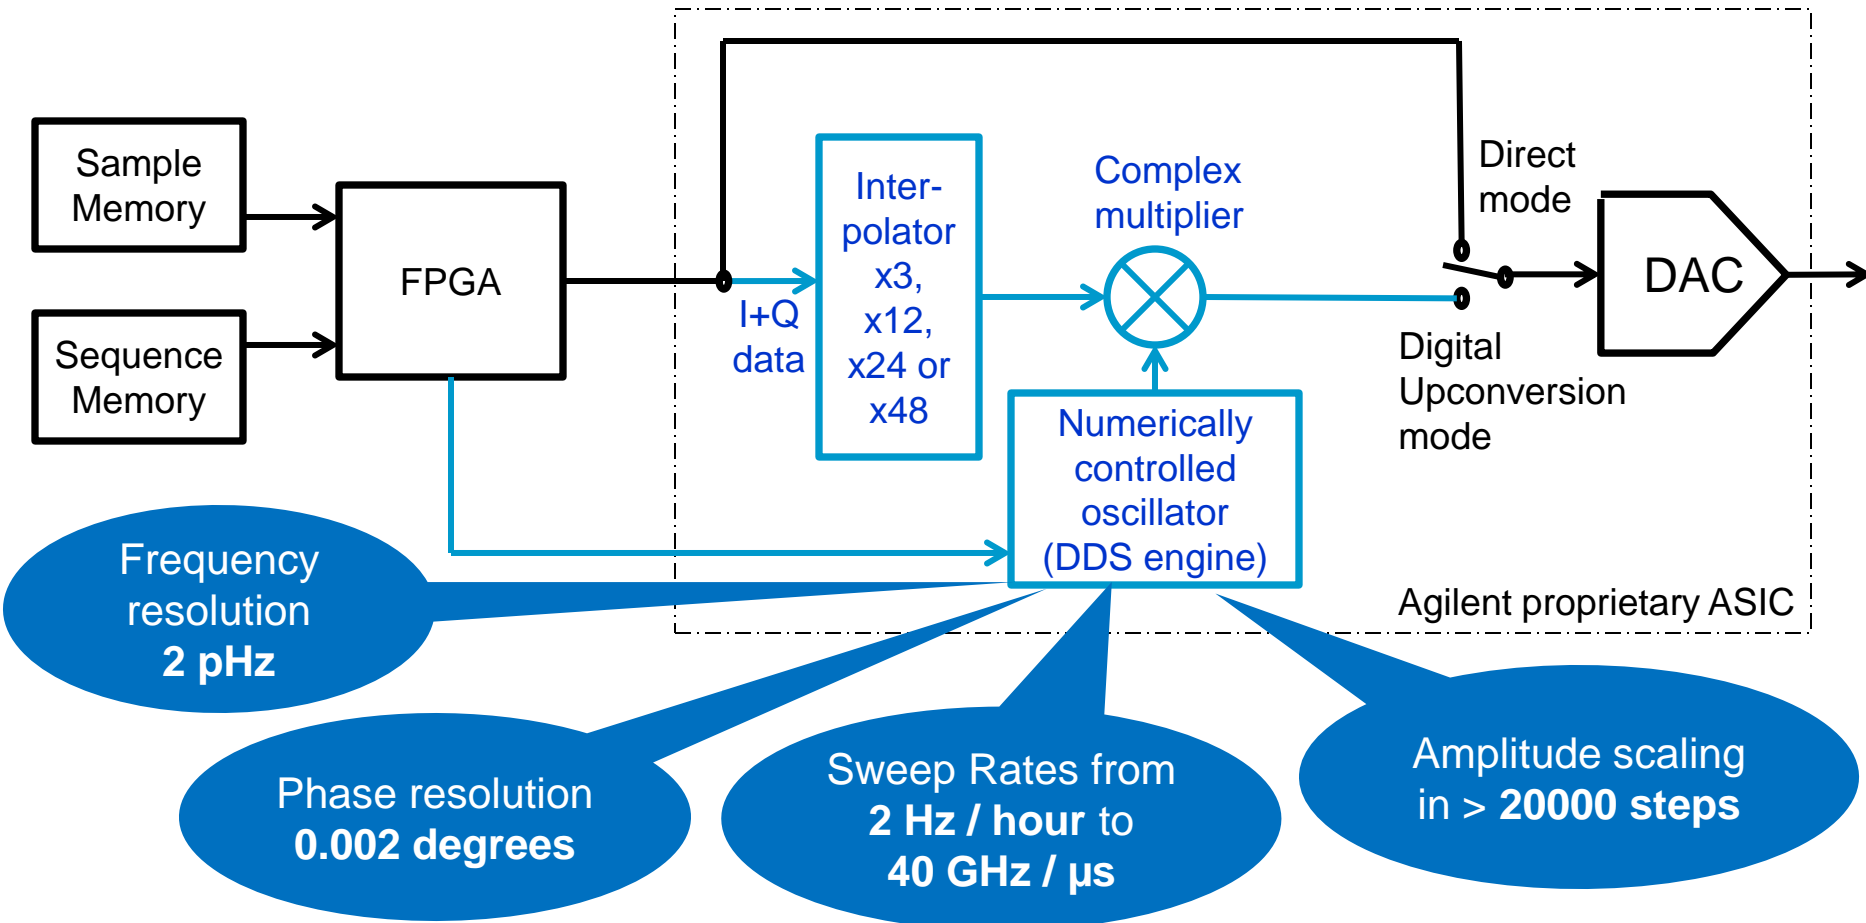 Sample
Memory
Sequence
Memory
FPGA
I+Q
data
Inter-
polator
x3,
x12,
x24 or
x48
Complex
multiplier
Numerically
controlled
oscillator
(DDS engine)
Direct
mode
Digital
Upconversion
mode
DAC
Agilent proprietary ASIC
Frequency
resolution
2 pHz
Phase resolution
0.002 degrees
Sweep Rates from
2 Hz / hour to
40 GHz / µs
Amplitude scaling
in > 20000 steps